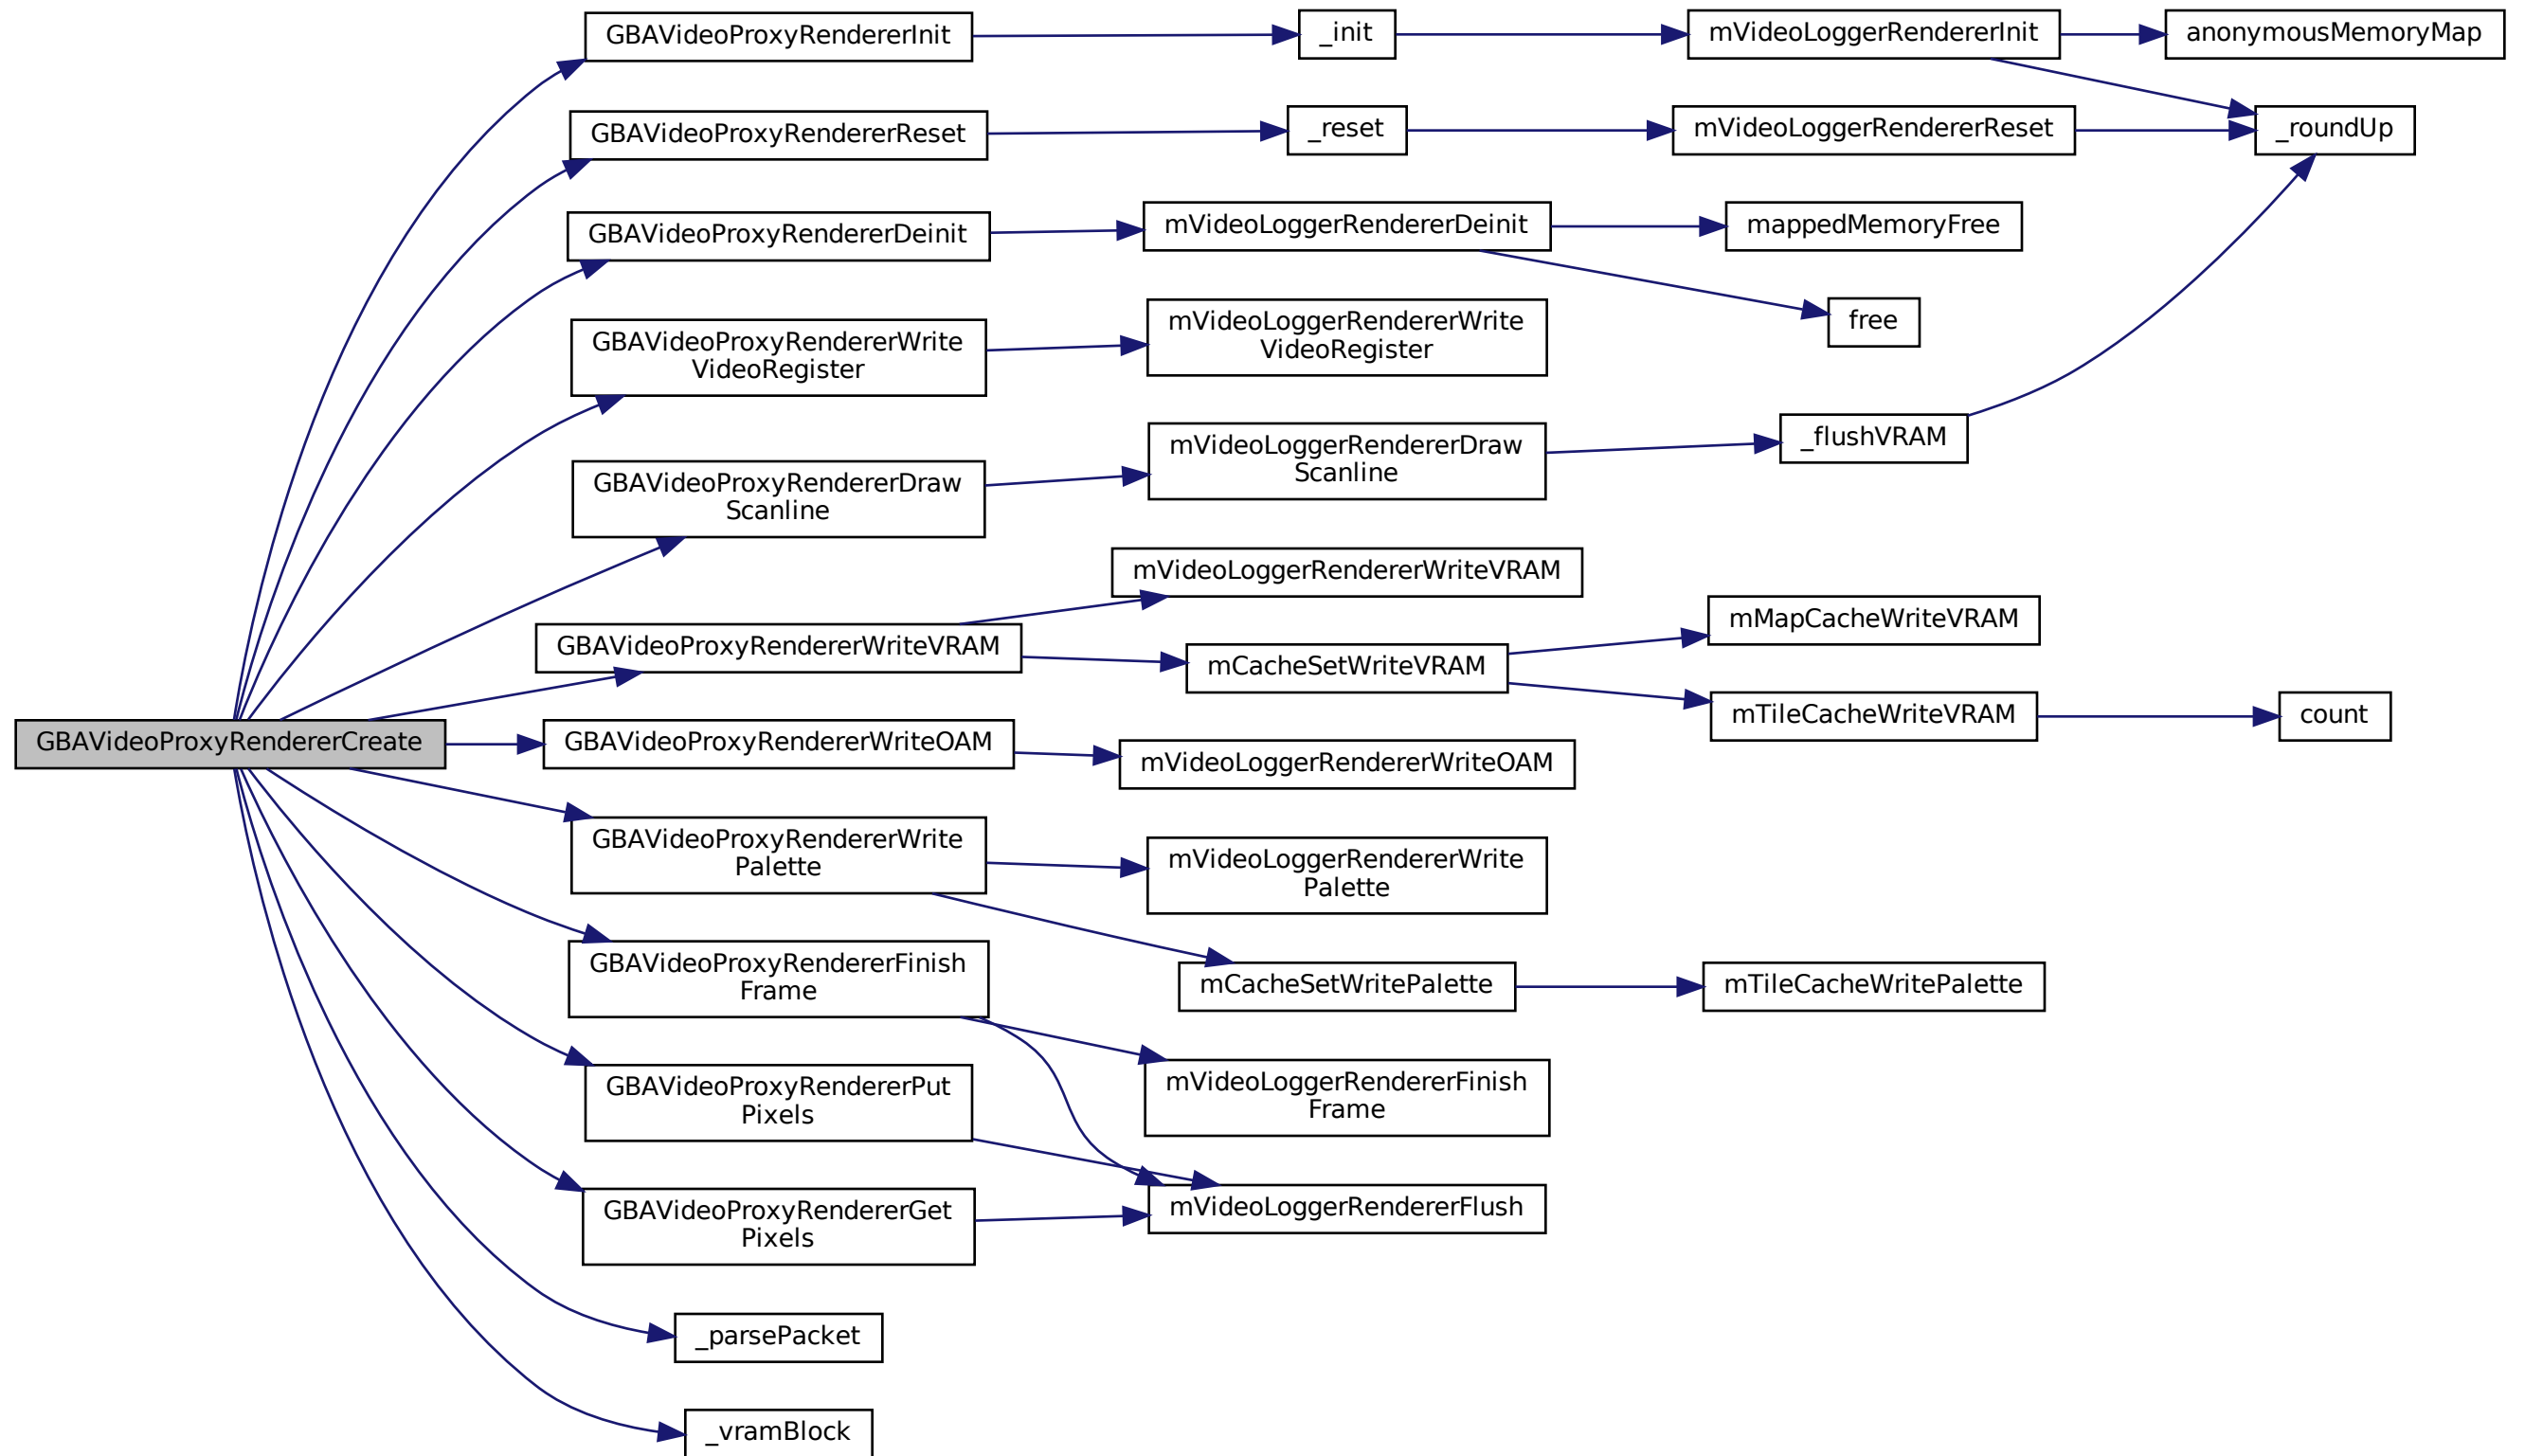 GBAVideoProxyRendererInit
_init
mVideoLoggerRendererInit
anonymousMemoryMap
GBAVideoProxyRendererReset
_reset
mVideoLoggerRendererReset
_roundUp
GBAVideoProxyRendererDeinit
mVideoLoggerRendererDeinit
mappedMemoryFree
free
GBAVideoProxyRendererWrite
VideoRegister
mVideoLoggerRendererWrite
VideoRegister
GBAVideoProxyRendererDraw
Scanline
mVideoLoggerRendererDraw
Scanline
_flushVRAM
GBAVideoProxyRendererWriteVRAM
mVideoLoggerRendererWriteVRAM
mCacheSetWriteVRAM
mMapCacheWriteVRAM
mTileCacheWriteVRAM
count
GBAVideoProxyRendererCreate
GBAVideoProxyRendererWriteOAM
mVideoLoggerRendererWriteOAM
GBAVideoProxyRendererWrite
Palette
mVideoLoggerRendererWrite
Palette
mCacheSetWritePalette
mTileCacheWritePalette
GBAVideoProxyRendererFinish
Frame
mVideoLoggerRendererFinish
Frame
GBAVideoProxyRendererPut
Pixels
mVideoLoggerRendererFlush
GBAVideoProxyRendererGet
Pixels
_parsePacket
_vramBlock